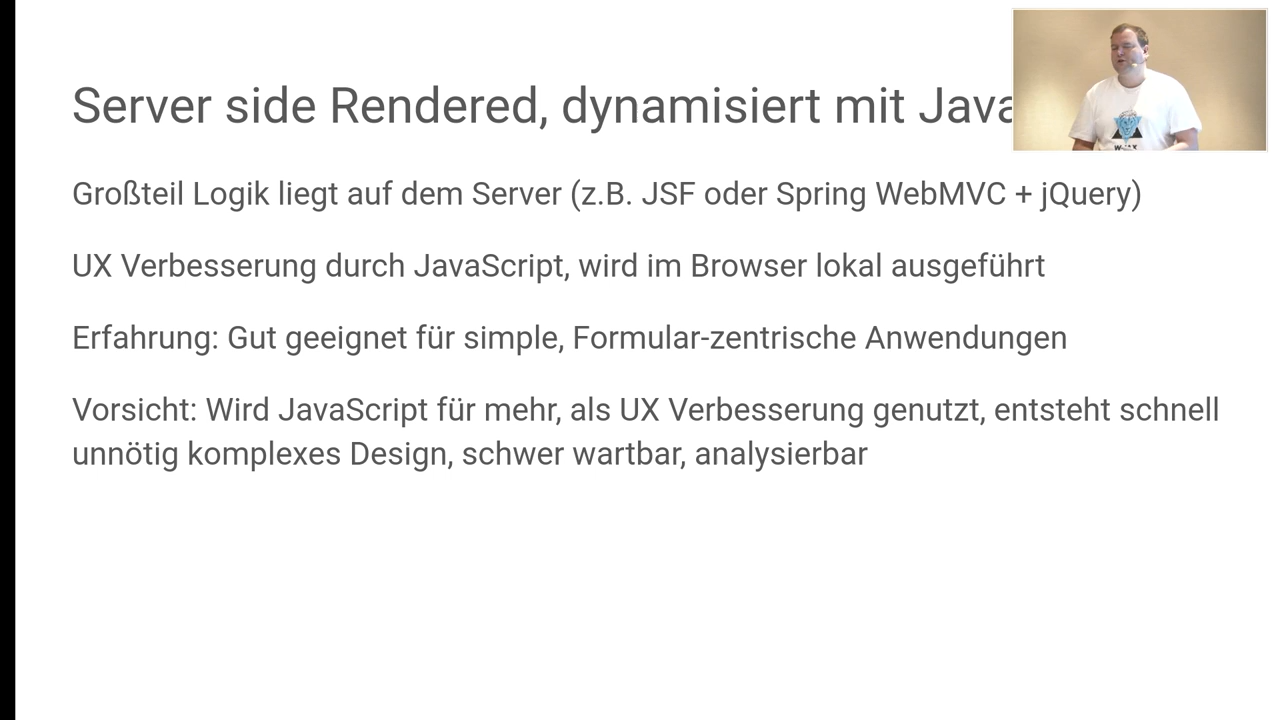 Server side Rendered, dynamisiert mit Java
Großteil Logik liegt auf dem Server (z.B. JSF oder Spring WebMVC + jQuery)
UX Verbesserung durch JavaScript, wird im Browser lokal ausgeführt
Erfahrung: Gut geeignet für simple, Formular-zentrische Anwendungen
Vorsicht: Wird JavaScript für mehr, als UX Verbesserung genutzt, entsteht schnell
unnötig komplexes Design, schwer wartbar, analysierbar